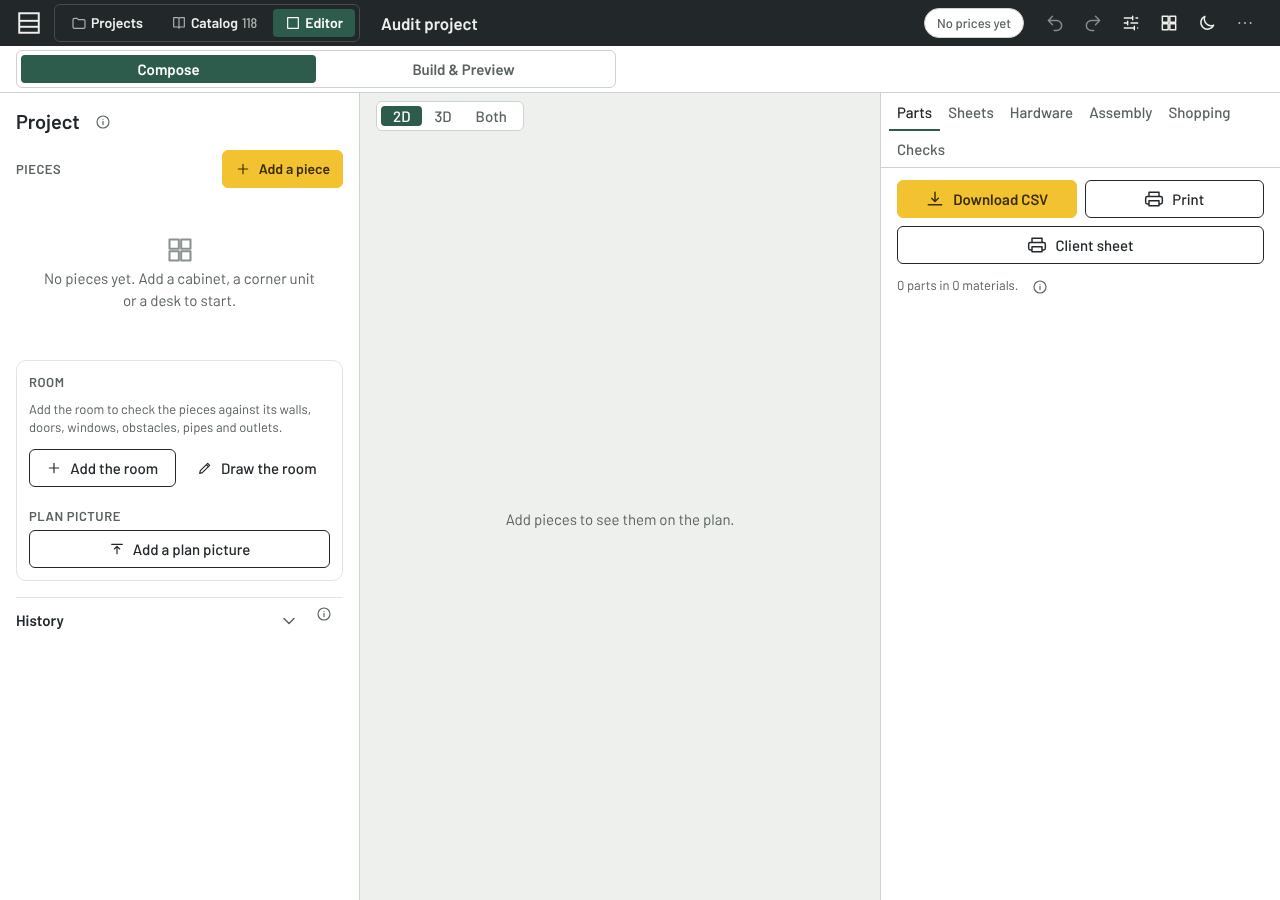 Projects
Catalog 118
Editor
Audit project
No prices yet
Compose
Build & Preview
Project
PIECES
Add a piece
No pieces yet. Add a cabinet, a corner unit
or a desk to start.
ROOM
Add the room to check the pieces against its walls,
doors, windows, obstacles, pipes and outlets.
Add the room
Draw the room
PLAN PICTURE
Add a plan picture
History
2D
3D
Both
Add pieces to see them on the plan.
Parts
Sheets
Hardware
Assembly
Shopping
Checks
Download CSV
Print
Client sheet
0 parts in 0 materials.